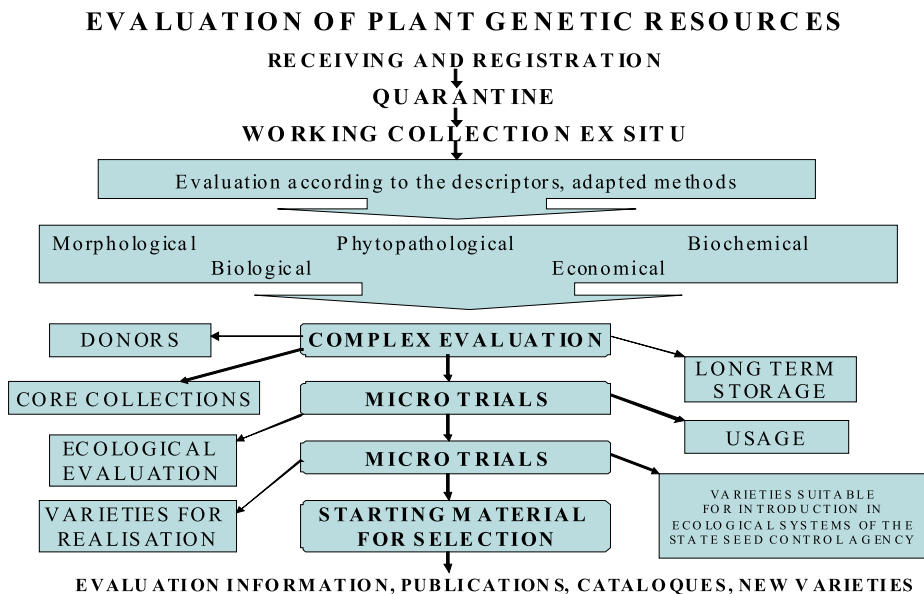 EVALUATION OF PLANT GENETIC RESOURCES
RECEIVING AND REGISTRATION
QUARANTINE
WORKING COLLECTION EX SITU
Evaluation according to the descriptors, adapted methods
Morphological Phytopathological Biochemical
Biological Economical
DONORS
COMPLEX EVALUATION
LONG TERM
STORAGE
CORE COLLECTIONS
MICRO TRIALS
USAGE
ECOLOGICAL
EVALUATION
MICRO TRIALS
VARIETIES SUITABLE
FOR INTRODUCTION IN
ECOLOGICAL SYSTEMS OF THE
STATE SEED CONTROL AGENCY
VARIETIES FOR
REALISATION
STARTING MATERIAL
FOR SELECTION
EVALUATION INFORMATION, PUBLICATIONS, CATALOQUES, NEW VARIETIES